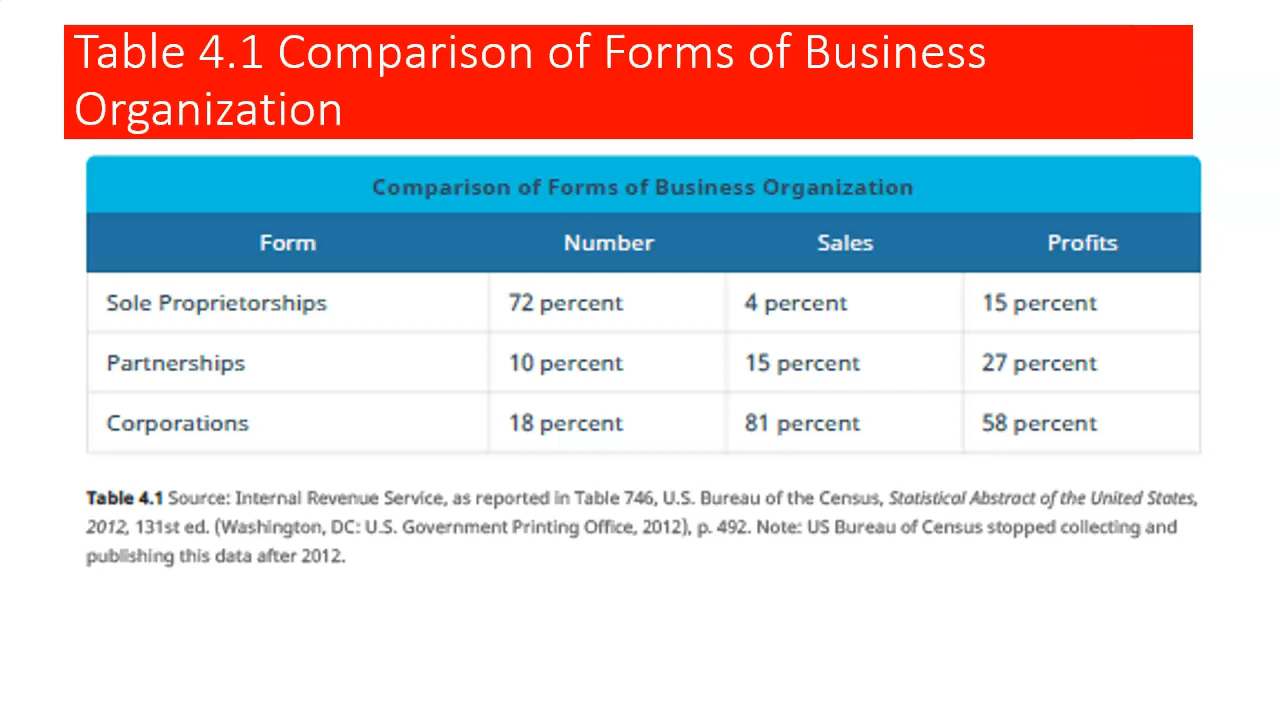 Table 4.1 Comparison of Forms of Business
Organization
Comparison of Forms of Business Organization
Form Number Sales Profits
Sole Proprietorships 72 percent 4 percent 15 percent
Partnerships 10 percent 15 percent 27 percent
Corporations 18 percent 81 percent 58 percent
Table 4.1 Source: Internal Revenue Service, as reported in Table 746, U.S. Bureau of the Census, Statistical Abstract of the United States,
2012, 131st ed. (Washington, DC: U.S. Government Printing Office, 2012), p. 492. Note: US Bureau of Census stopped collecting and
publishing this data after 2012.